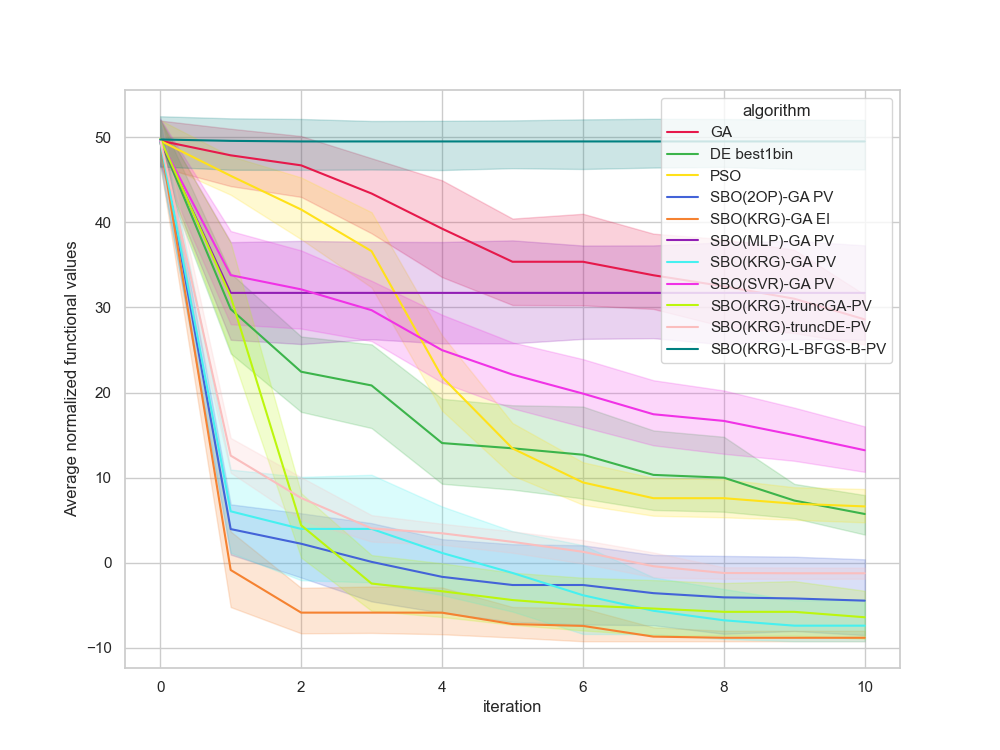 algorithm
GA
DE best1bin
PSO
SBO(2OP)-GA PV
SBO(KRG)-GA EI
SBO(MLP)-GA PV
SBO(KRG)-GA PV
SBO(SVR)-GA PV
SBO(KRG)-truncGA-PV
SBO(KRG)-truncDE-PV
SBO(KRG)-L-BFGS-B-PV
Average normalized functional values
50
40
30
20
10
0
−10
0 2 4 6 8 10
iteration